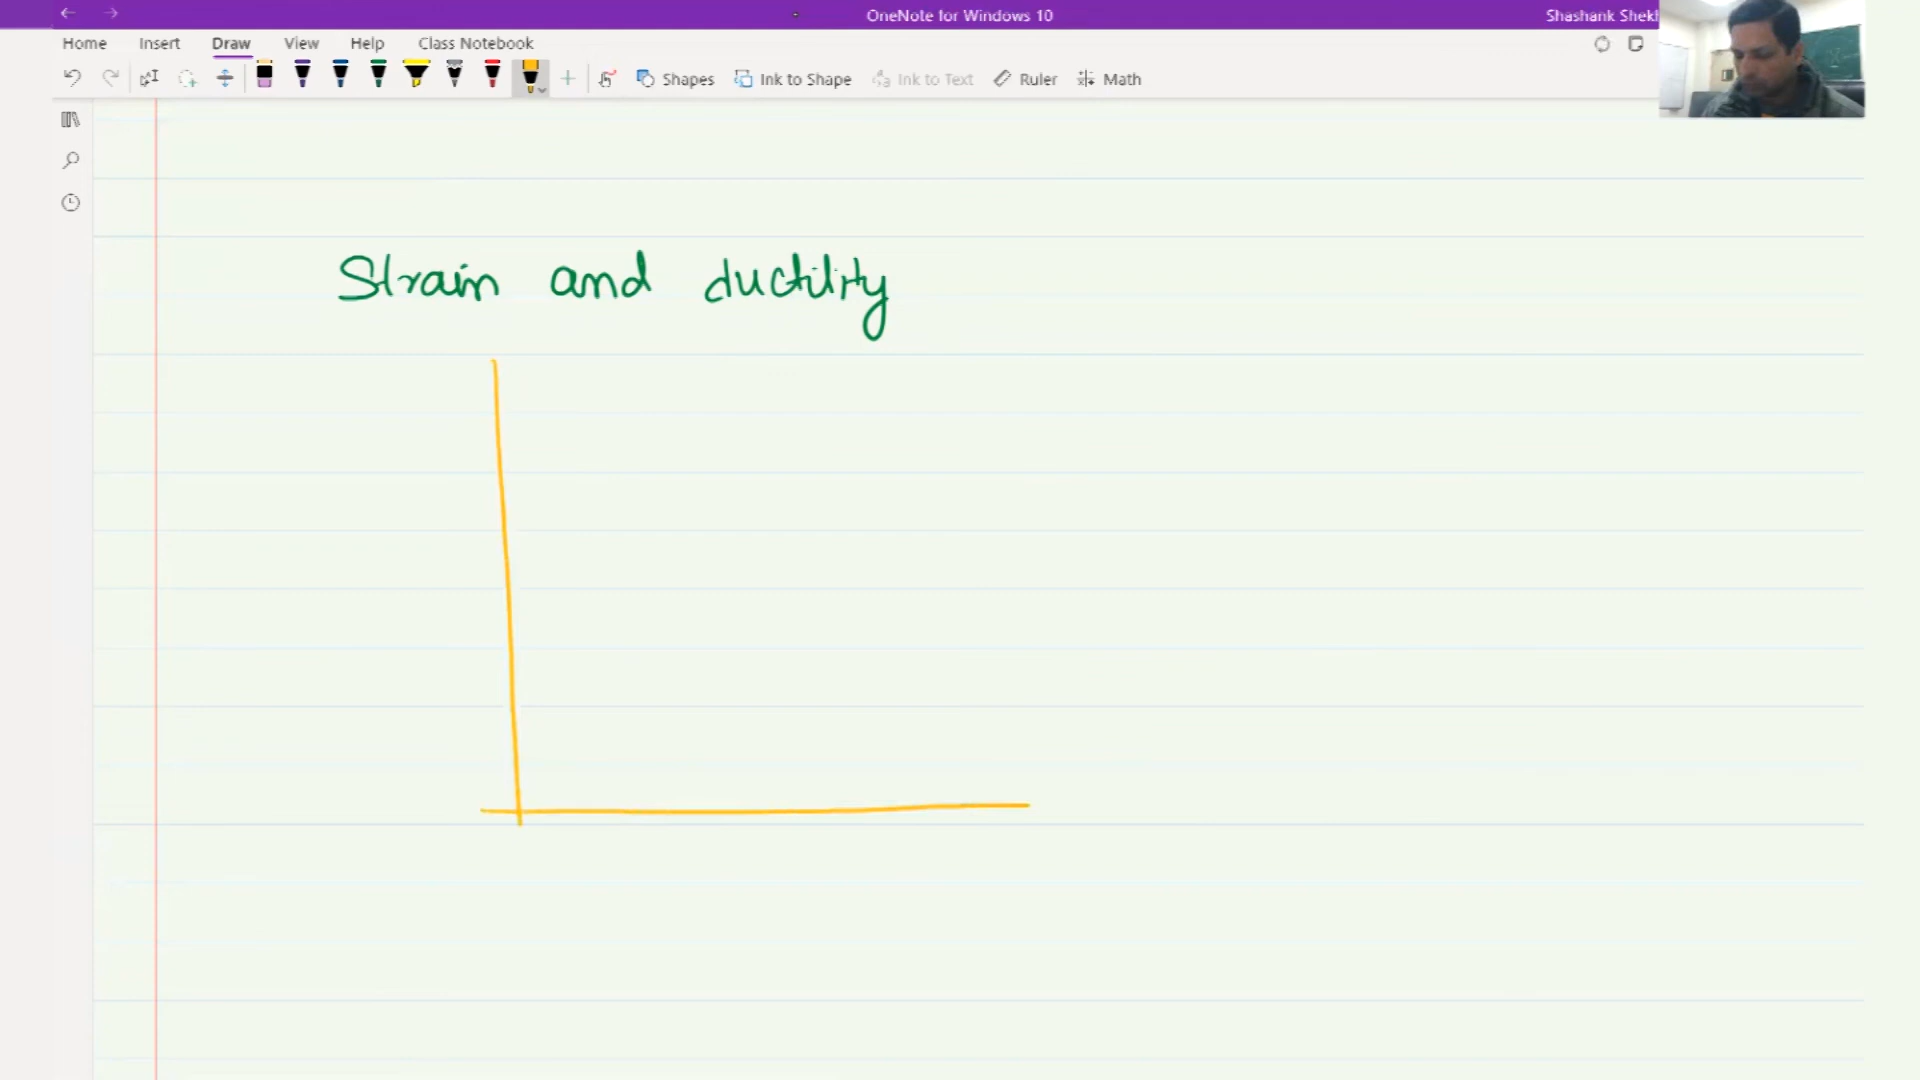 OneNote for Windows 10
Shashank Shekh
Home Insert Draw View Help Class Notebook
Shapes Ink to Shape Ink to Text Ruler Math
Strain and ductility